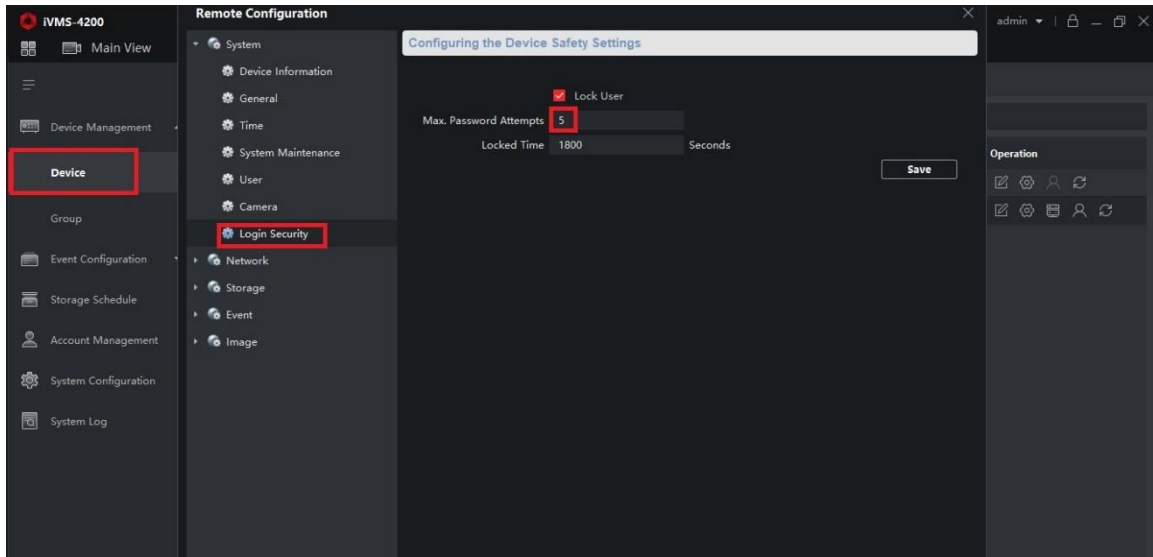 iVMS-4200
Main View
Device Management
Device
Group
Event Configuration
Storage Schedule
Account Management
System Configuration
System Log
Remote Configuration
System
Device Information
General
Time
System Maintenance
User
Camera
Login Security
Network
Storage
Event
Image
Configuring the Device Safety Settings
Lock User
Max. Password Attempts 5
Locked Time 1800 Seconds
Save
admin
Operation